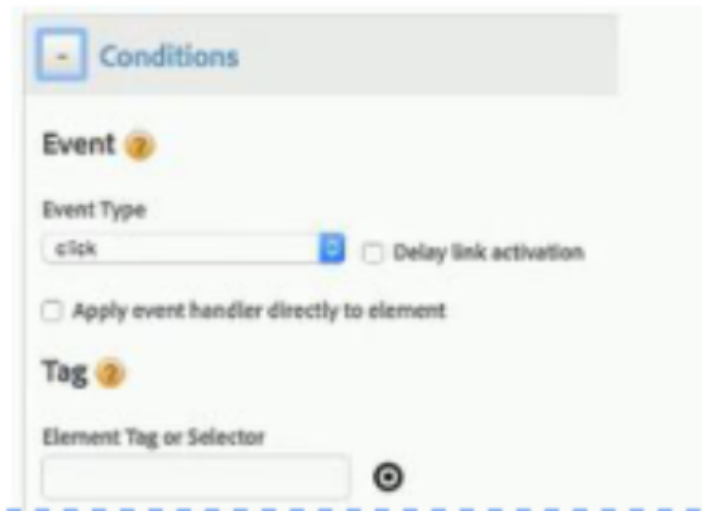 - Conditions
Event ?
Event Type
click Delay link activation
Apply event handler directly to element
Tag ?
Element Tag or Selector